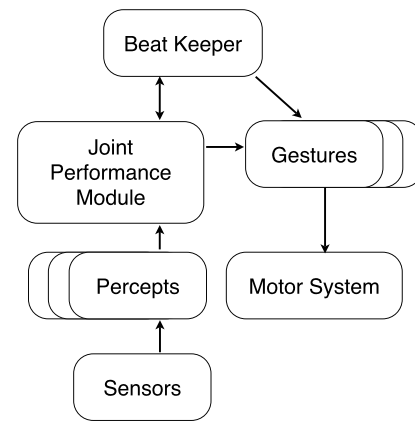 Beat Keeper
Joint
Performance
Module
Gestures
Percepts
Motor System
Sensors